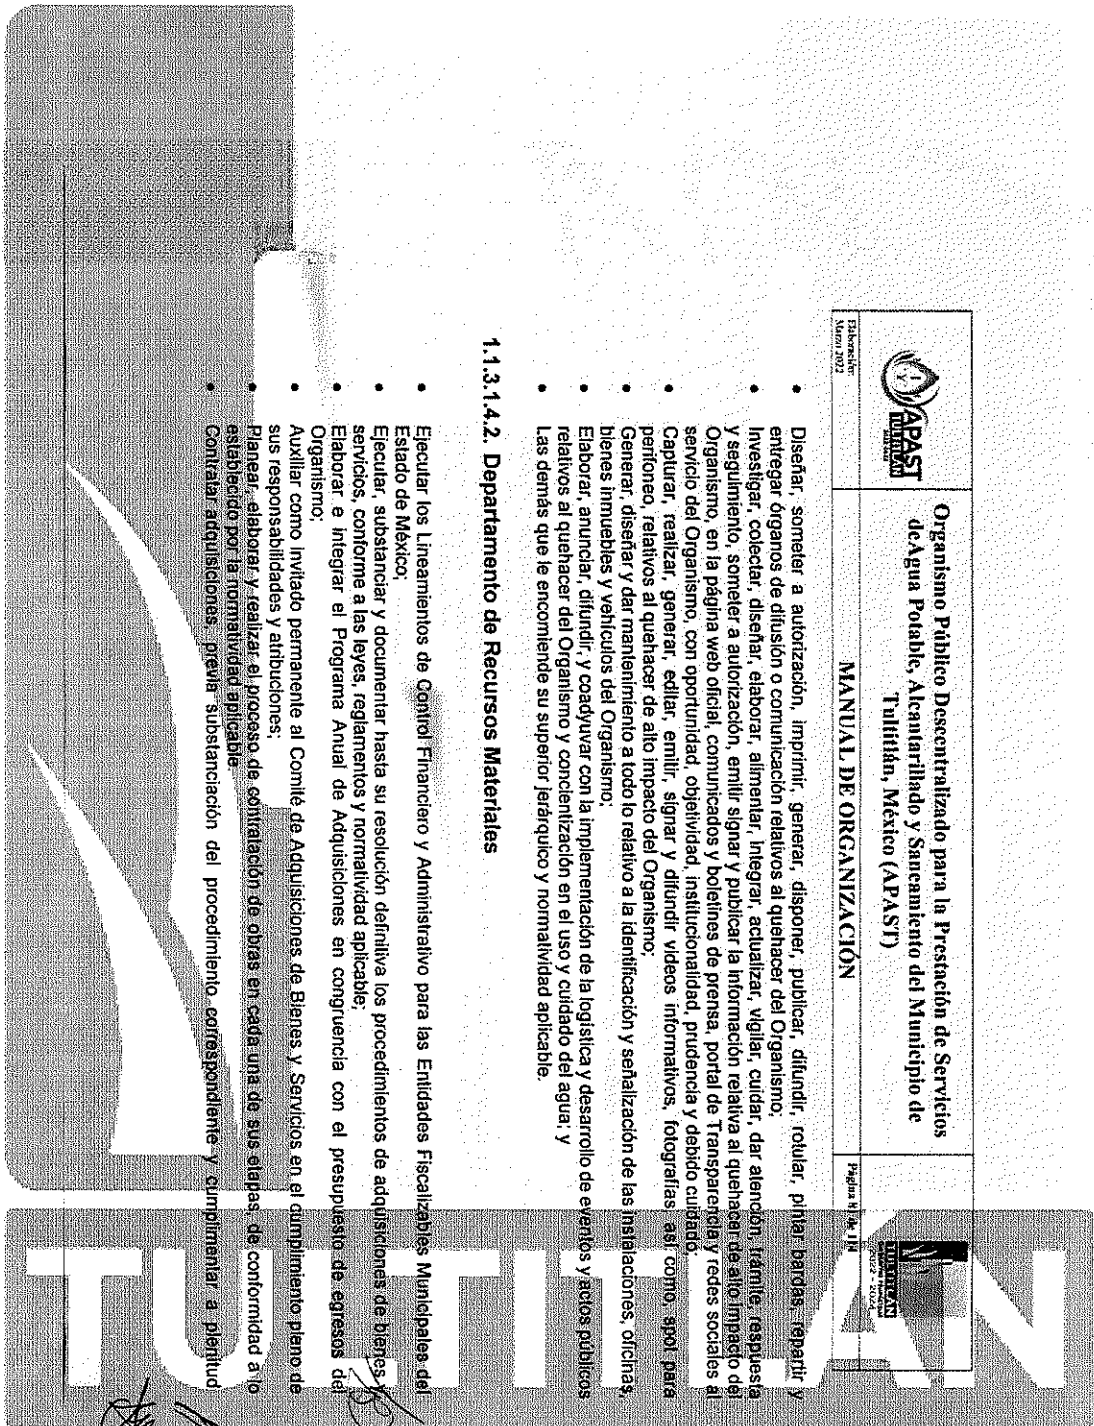 APAST
TULTITLÁN
Organismo Público Descentralizado para la Prestación de Servicios
de Agua Potable, Alcantarillado y Saneamiento del Municipio de
Tultitlán, México (APAST)
TULTITLÁN
2022 - 2024
Elaboración:
Marzo 2022
MANUAL DE ORGANIZACIÓN
Página 81 de
• Diseñar, someter a autorización, imprimir, generar, disponer, publicar, difundir, rotular, pintar bardas, repartir y
entregar órganos de difusión o comunicación relativos al quehacer del Organismo;
• Investigar, colectar, diseñar, elaborar, alimentar, integrar, actualizar, vigilar, cuidar, dar atención, trámite, respuesta
y seguimiento, someter a autorización, emitir signar y publicar la información relativa al quehacer de alto impacto del
Organismo, en la página web oficial, comunicados y boletines de prensa, portal de Transparencia y redes sociales al
servicio del Organismo, con oportunidad, objetividad, institucionalidad, prudencia y debido cuidado;
• Capturar, realizar, generar, editar, emitir, signar y difundir videos informativos, fotografías, así como, spot para
perifoneo, relativos al quehacer de alto impacto del Organismo;
• Generar, diseñar y dar mantenimiento a todo lo relativo a la identificación y señalización de las instalaciones, oficinas,
bienes inmuebles y vehículos del Organismo;
• Elaborar, anunciar, difundir, y coadyuvar con la implementación de la logística y desarrollo de eventos y actos públicos
relativos al quehacer del Organismo y concientización en el uso y cuidado del agua; y
• Las demás que le encomiende su superior jerárquico y normatividad aplicable.
1.1.3.1.4.2. Departamento de Recursos Materiales
• Ejecutar los Lineamientos de Control Financiero y Administrativo para las Entidades Fiscalizables Municipales del
Estado de México;
• Ejecutar, substanciar y documentar hasta su resolución definitiva los procedimientos de adquisiciones de bienes y
servicios, conforme a las leyes, reglamentos y normatividad aplicable;
• Elaborar e integrar el Programa Anual de Adquisiciones en congruencia con el presupuesto de egresos del
Organismo;
• Auxiliar como Invitado permanente al Comité de Adquisiciones de Bienes y Servicios en el cumplimiento pleno de
sus responsabilidades y atribuciones;
• Planear, elaborar y realizar el proceso de contratación de obras en cada una de sus etapas, de conformidad a lo
establecido por la normatividad aplicable
• Contratar adquisiciones, previa substanciación del procedimiento correspondiente y cumplimentar a plenitud
TULTITLÁN